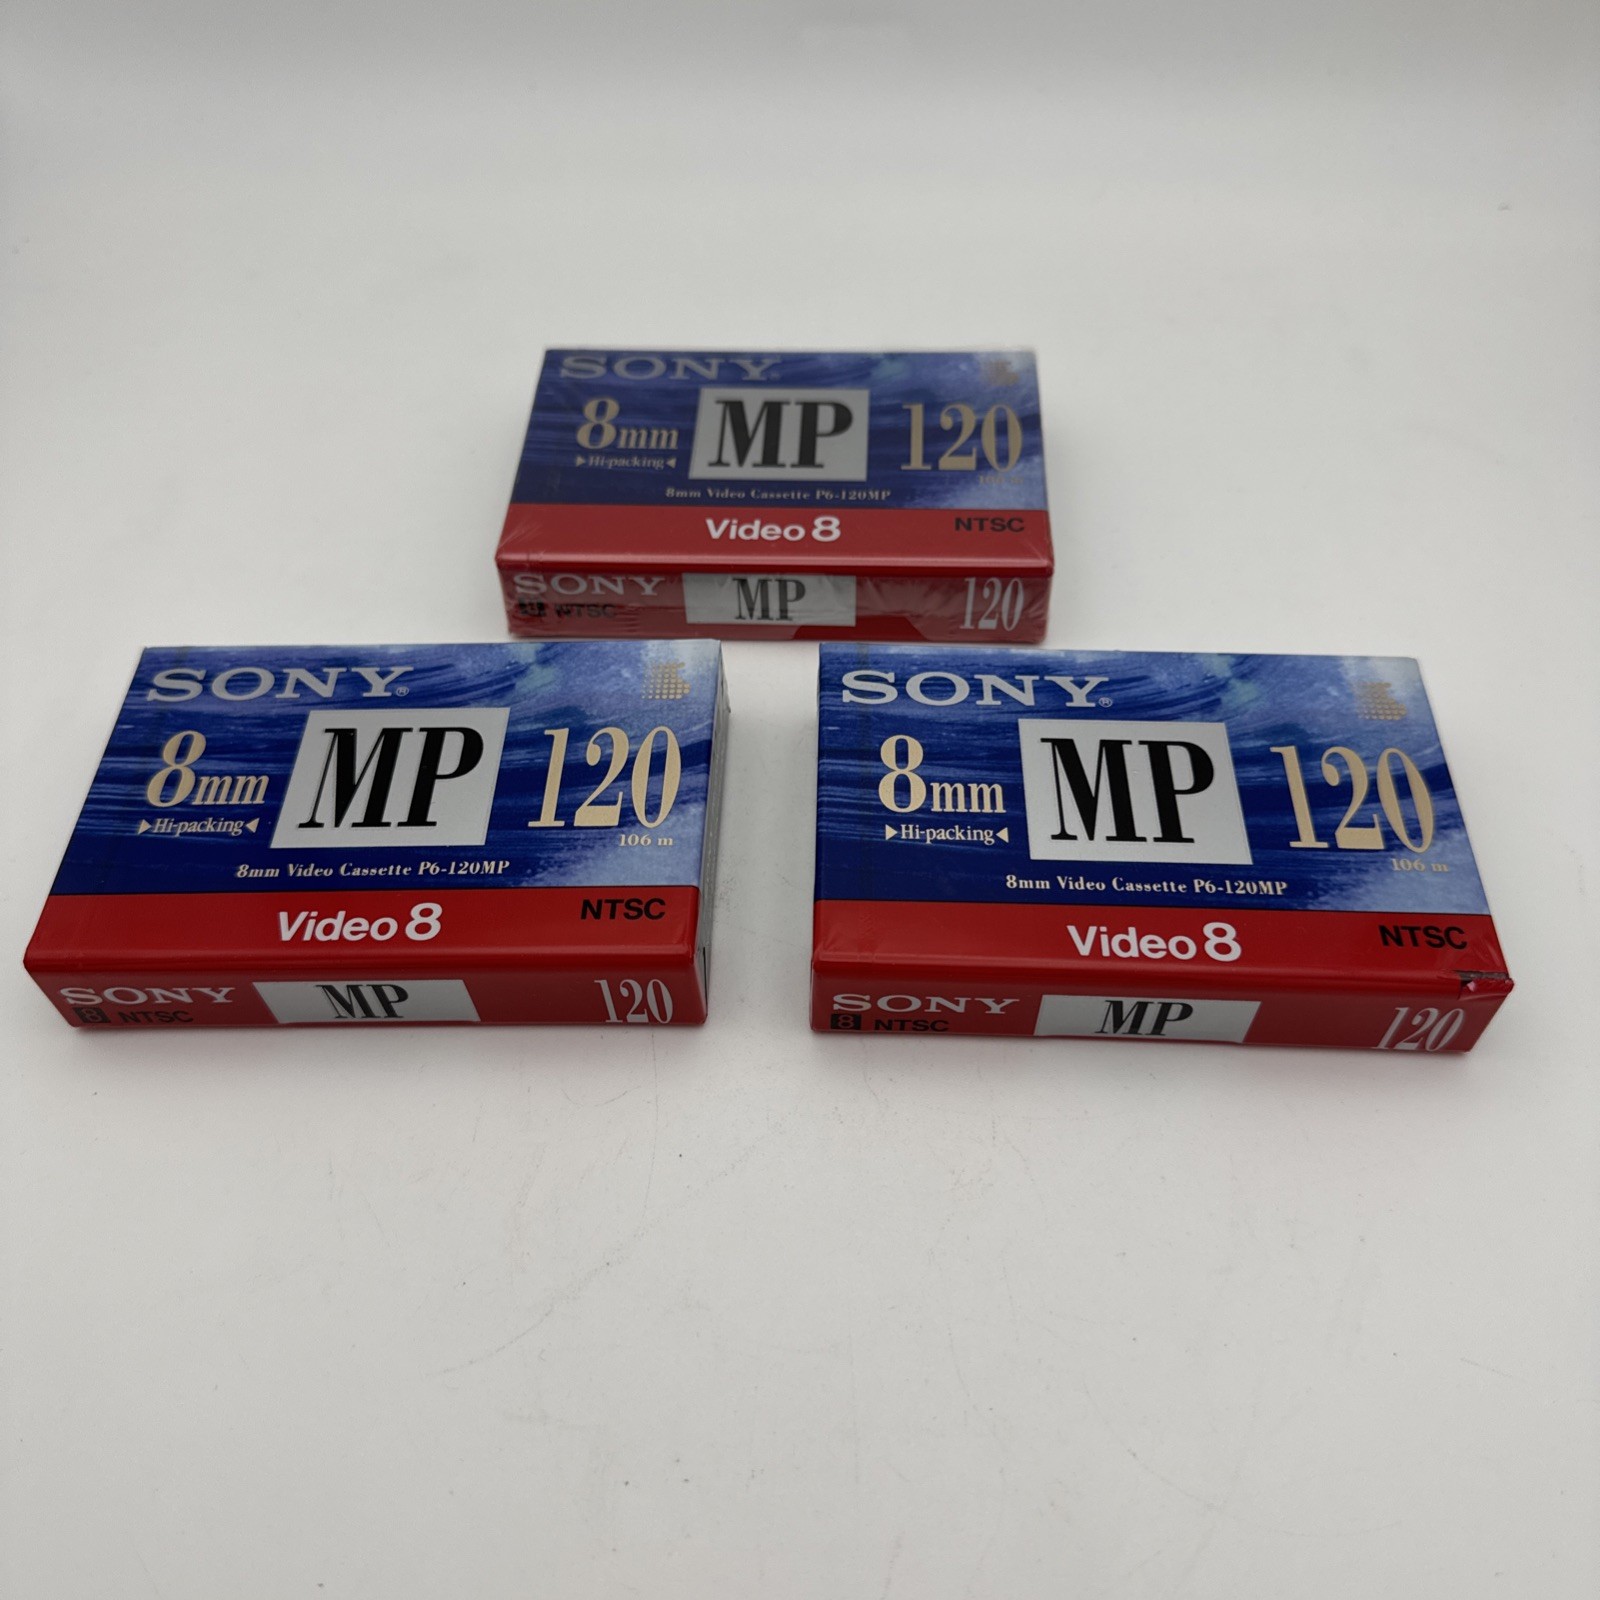 SONY
8mm MP 120
▶Hi-packing◀
106 m
8mm Video Cassette P6-120MP
Video 8 NTSC
SONY MP 120
8 NTSC
SONY®
8mm MP 120
▶Hi-packing◀
106 m
8mm Video Cassette P6-120MP
Video 8 NTSC
SONY MP 120
8 NTSC
SONY®
8mm MP 120
▶Hi-packing◀
106 m
8mm Video Cassette P6-120MP
Video 8 NTSC
SONY MP 120
8 NTSC